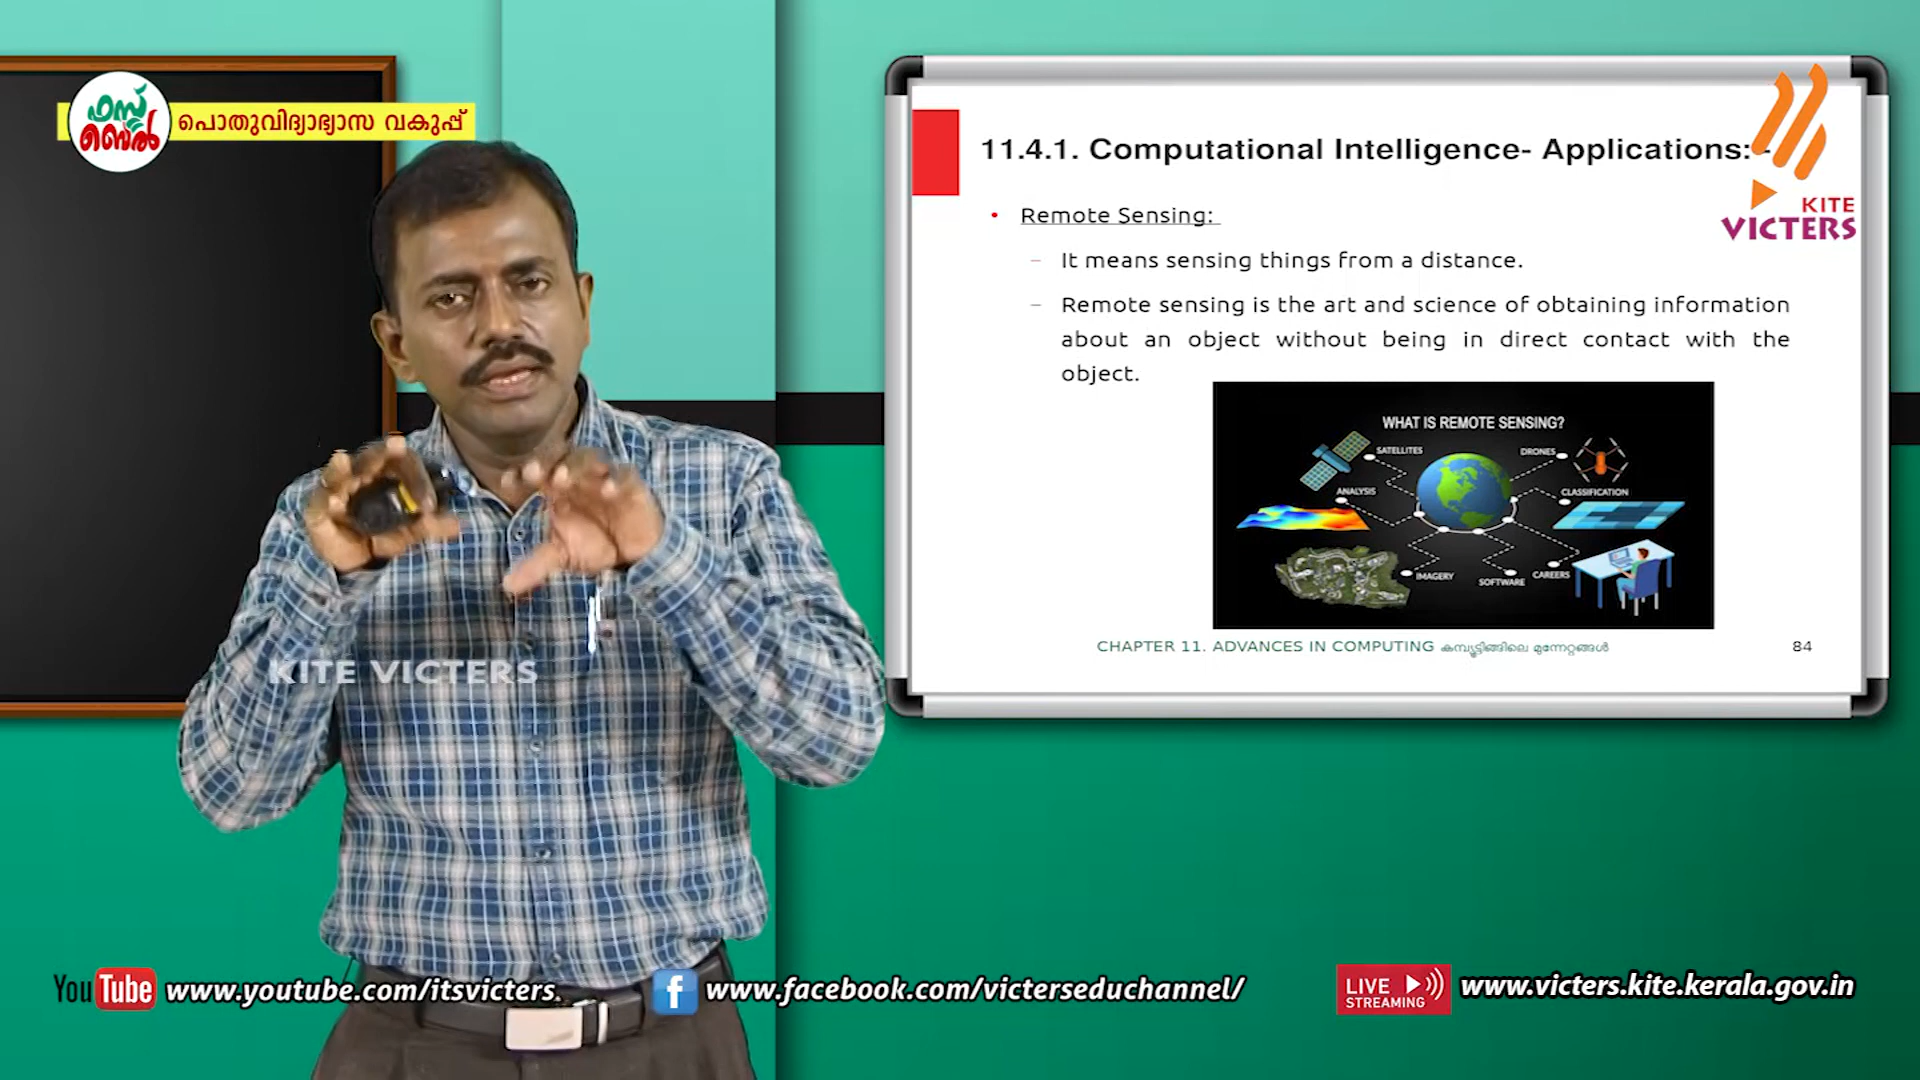 ഫസ്റ്റ്
ബെൽ
പൊതുവിദ്യാഭ്യാസ വകുപ്പ്
11.4.1. Computational Intelligence- Applications: -
KITE
VICTERS
• Remote Sensing:
– It means sensing things from a distance.
– Remote sensing is the art and science of obtaining information
about an object without being in direct contact with the
object.
WHAT IS REMOTE SENSING?
SATELLITES
DRONES
ANALYSIS
CLASSIFICATION
IMAGERY
SOFTWARE
CAREERS
CHAPTER 11. ADVANCES IN COMPUTING കമ്പ്യൂട്ടിങ്ങിലെ മുന്നേറ്റങ്ങൾ
84
KITE VICTERS
YouTube www.youtube.com/itsvicters.
f www.facebook.com/victerseduchannel/
LIVE
STREAMING
www.victers.kite.kerala.gov.in